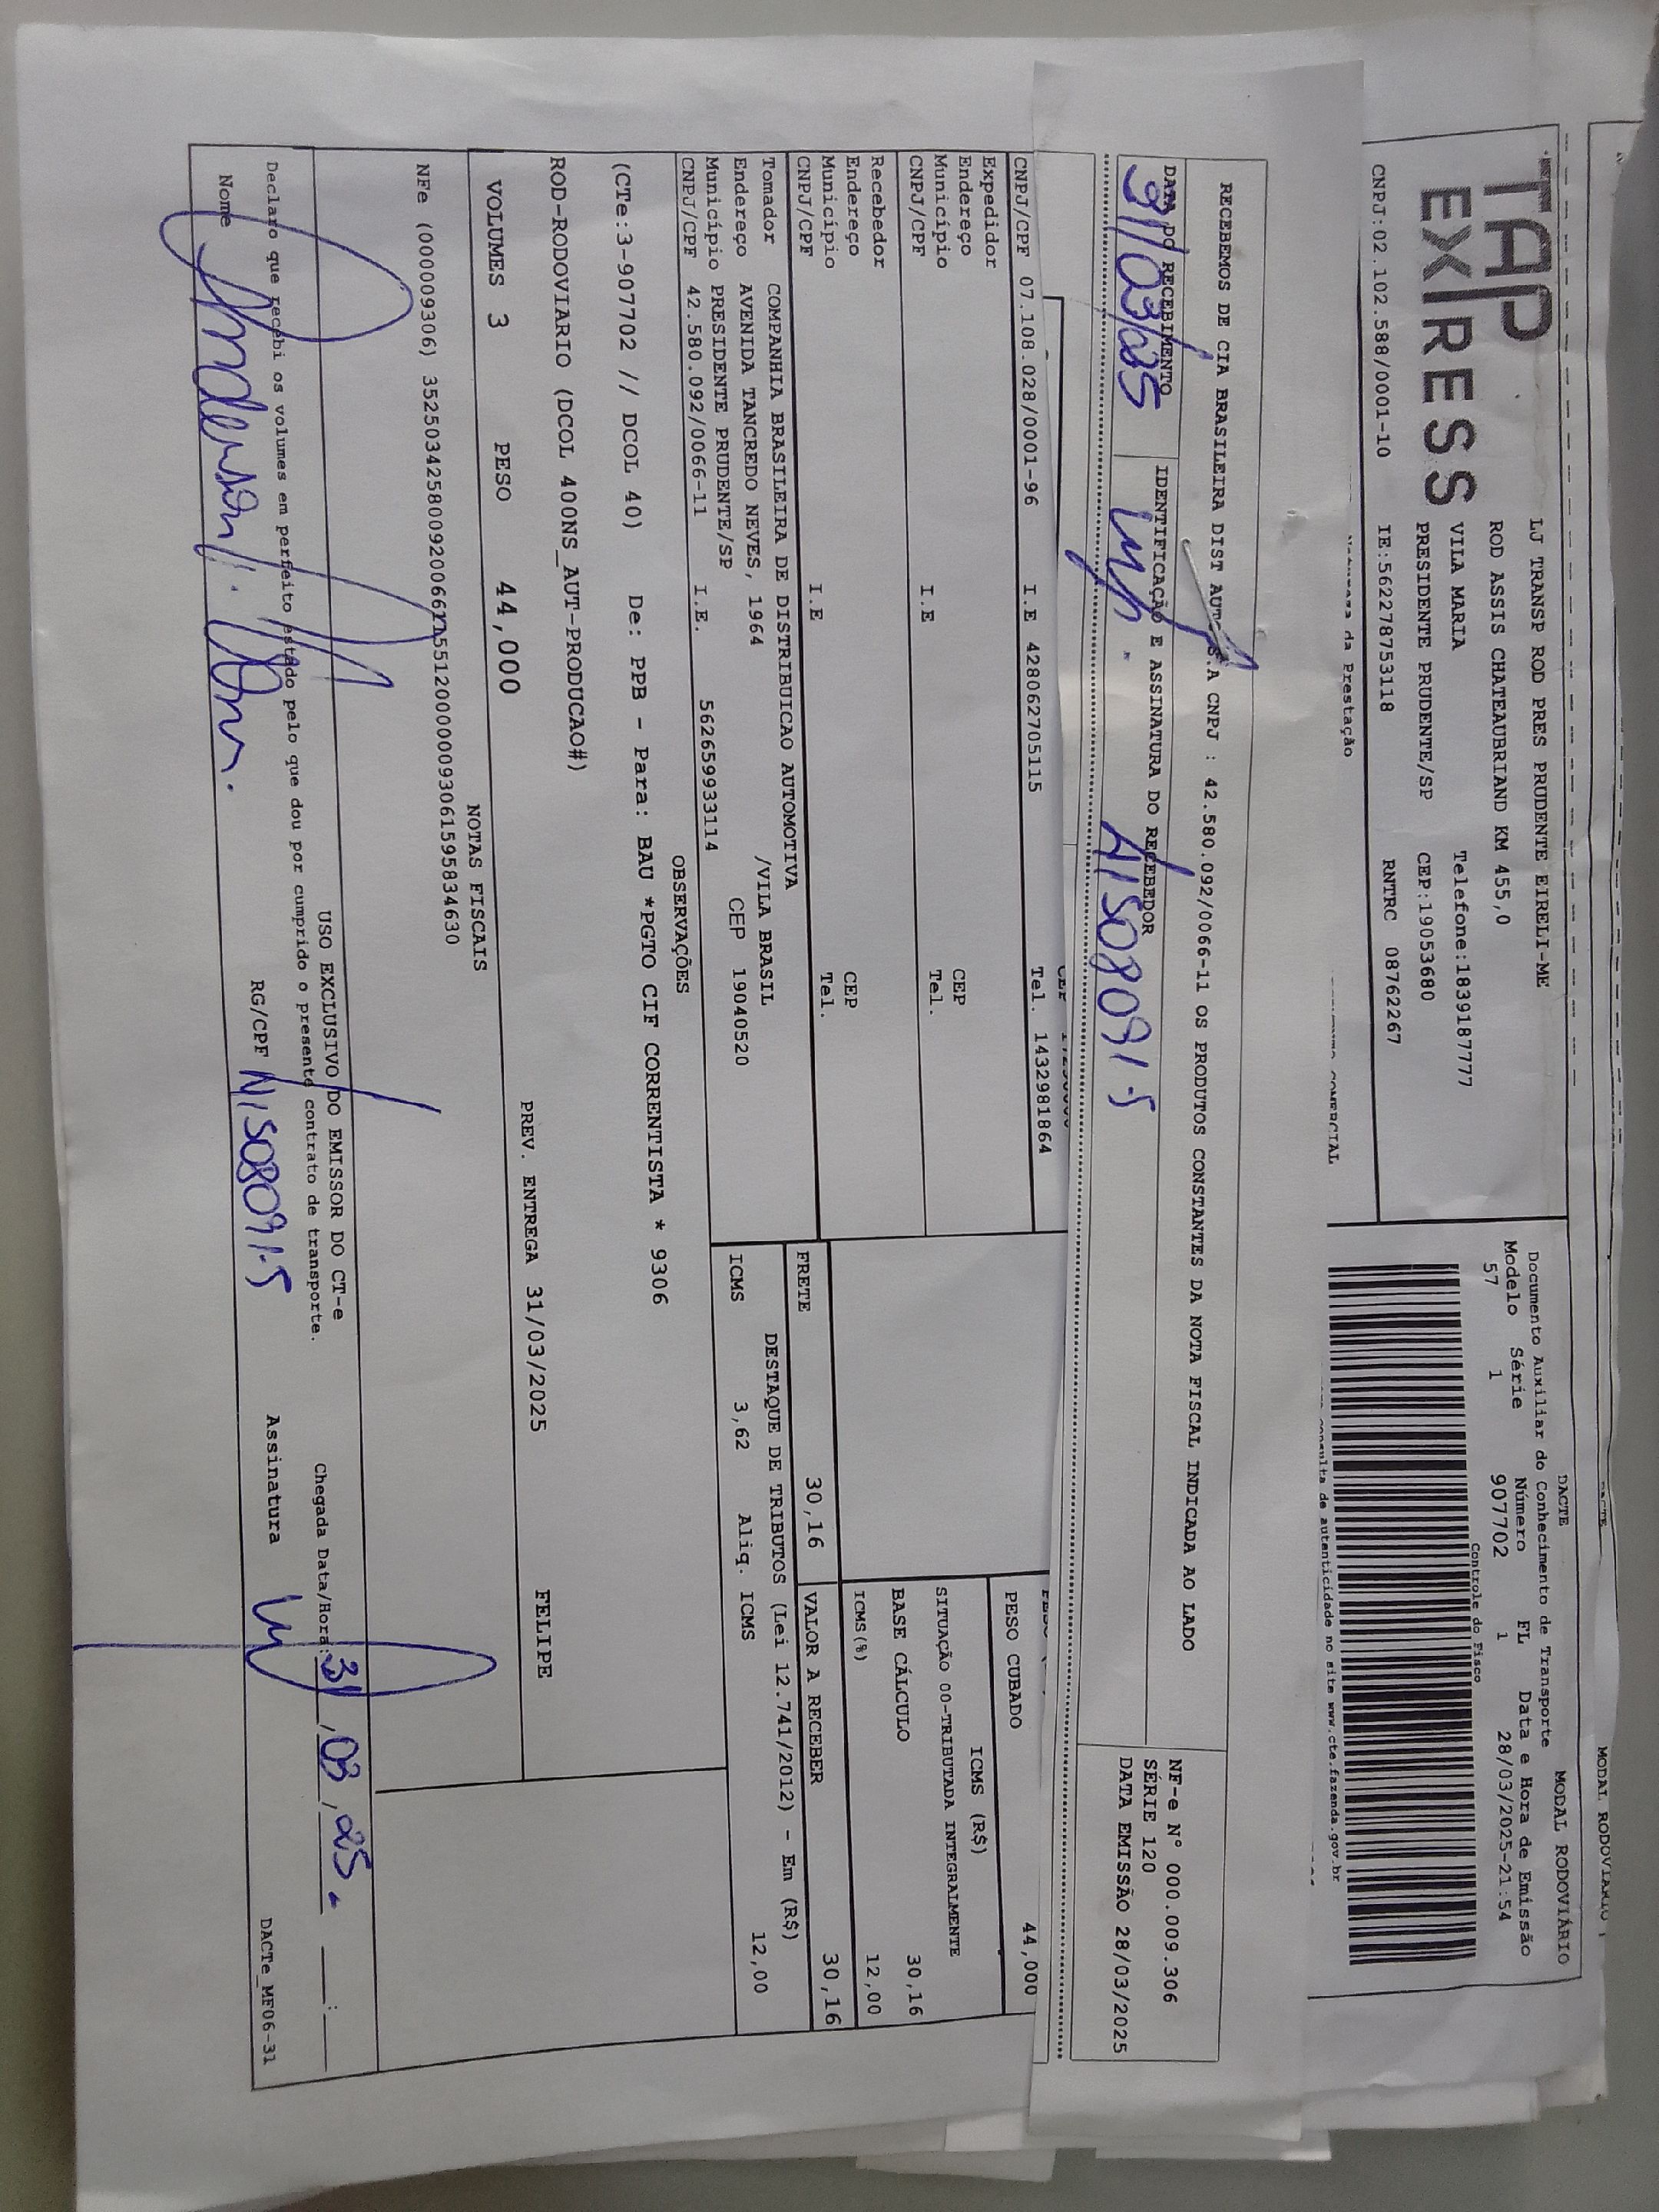 DACTE MODAL RODOVIÁRIO
TAP EXPRESS
LJ TRANSP ROD PRES PRUDENTE EIRELI-ME
ROD ASSIS CHATEAUBRIAND KM 455,0
VILA MARIA Telefone:1839187777
PRESIDENTE PRUDENTE/SP CEP:19053680
CNPJ:02.102.588/0001-10 IE:562278753118 RNTRC 08762267
Documento Auxiliar do Conhecimento de Transporte
Modelo Série Número FL Data e Hora de Emissão
57 1 907702 1 28/03/2025-21:54
Controle do Fisco
consulta de autenticidade no site www.cte.fazenda.gov.br
da Prestação
RECEBEMOS DE CIA BRASILEIRA DIST AUTO S.A CNPJ : 42.580.092/0066-11 OS PRODUTOS CONSTANTES DA NOTA FISCAL INDICADA AO LADO
DATA DO RECEBIMENTO IDENTIFICAÇÃO E ASSINATURA DO RECEBEDOR
31/03/25
NF-e N° 000.009.306
SÉRIE 120
DATA EMISSÃO 28/03/2025
CNPJ/CPF 07.108.028/0001-96 I.E 428062705115 Tel. 1432981864
Expedidor
Endereço CEP
Município Tel.
CNPJ/CPF I.E
Recebedor
Endereço CEP
Município Tel.
CNPJ/CPF I.E
PESO CUBADO 44,000
ICMS (R$)
SITUAÇÃO 00-TRIBUTADA INTEGRALMENTE
BASE CÁLCULO 30,16
ICMS(%) 12,00
Tomador COMPANHIA BRASILEIRA DE DISTRIBUICAO AUTOMOTIVA
Endereço AVENIDA TANCREDO NEVES, 1964 /VILA BRASIL
Município PRESIDENTE PRUDENTE/SP CEP 19040520
CNPJ/CPF 42.580.092/0066-11 I.E. 562659933114
FRETE 30,16 VALOR A RECEBER 30,16
DESTAQUE DE TRIBUTOS (Lei 12.741/2012) - Em (R$)
ICMS 3,62 Aliq. ICMS 12,00
OBSERVAÇÕES
(CTe:3-907702 // DCOL 40) De: PPB - Para: BAU *PGTO CIF CORRENTISTA * 9306
ROD-RODOVIARIO (DCOL 400NS_AUT-PRODUCAO#)
VOLUMES 3 PESO 44,000 PREV. ENTREGA 31/03/2025 FELIPE
NOTAS FISCAIS
NFe (000009306)
USO EXCLUSIVO DO EMISSOR DO CT-e
Declaro que recebi os volumes em perfeito estado pelo que dou por cumprido o presente contrato de transporte.
Chegada Data/Hora: 31,03,25.
Nome RG/CPF Assinatura
DACTe_MF06-31